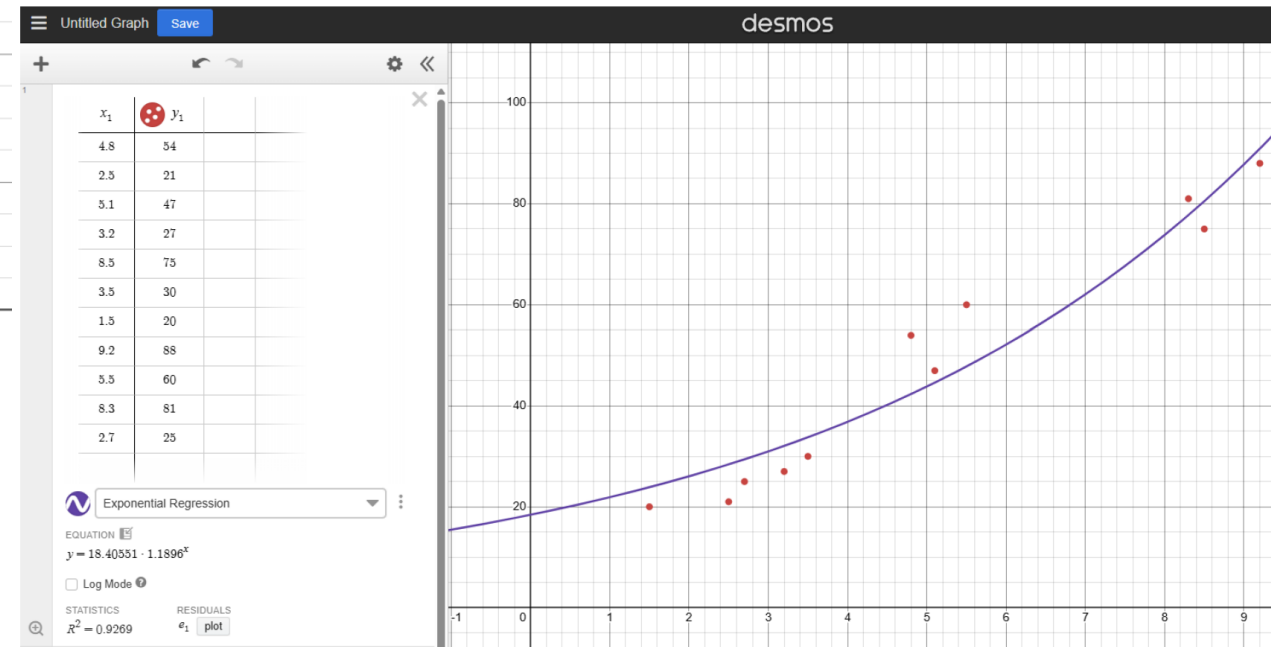 Untitled Graph Save desmos
1
x₁ y₁
4.8 54
2.5 21
5.1 47
3.2 27
8.5 75
3.5 30
1.5 20
9.2 88
5.5 60
8.3 81
2.7 25
Exponential Regression
EQUATION
y = 18.40551 · 1.1896ˣ
Log Mode ?
STATISTICS RESIDUALS
R² = 0.9269 e₁ plot
100
80
60
40
20
-1 0 1 2 3 4 5 6 7 8 9